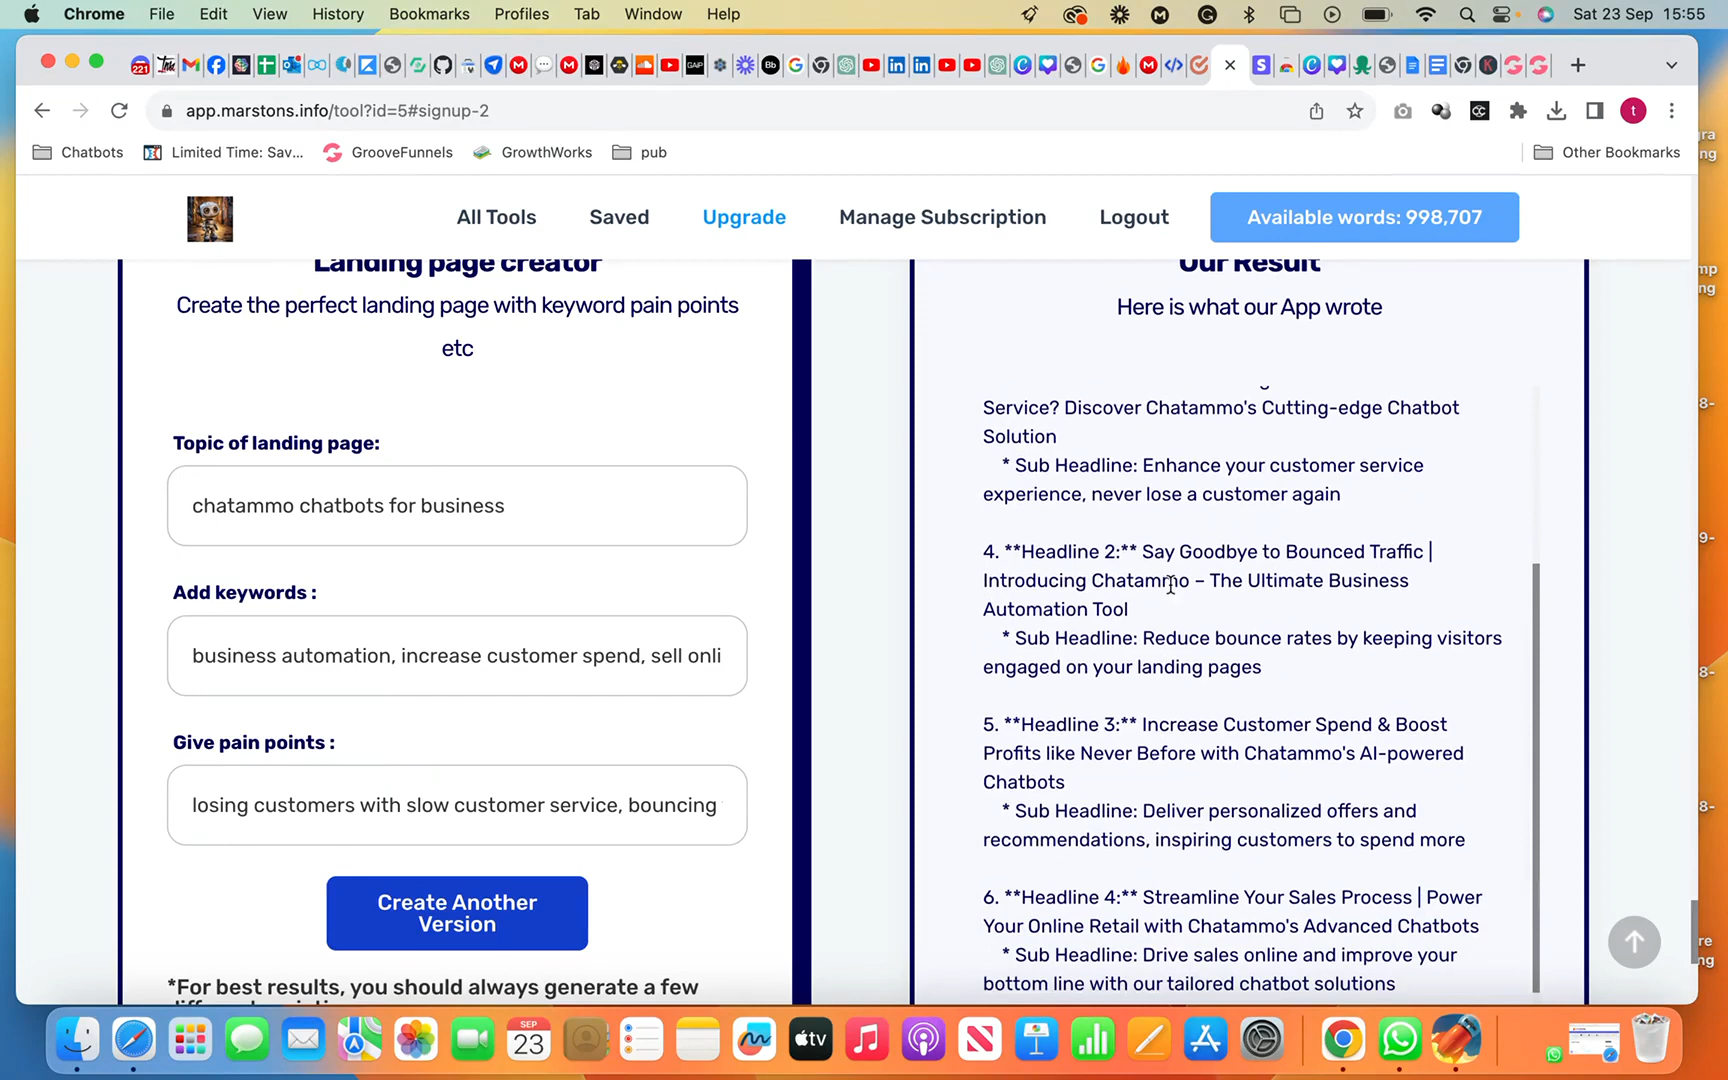 Chrome File Edit View History Bookmarks Profiles Tab Window Help Sat 23 Sep 15:55
221
app.marstons.info/tool?id=5#signup-2
Chatbots Limited Time: Sav... GrooveFunnels GrowthWorks pub Other Bookmarks
All Tools Saved Upgrade Manage Subscription Logout Available words: 998,707
Landing page creator
Create the perfect landing page with keyword pain points
etc
Topic of landing page:
chatammo chatbots for business
Add keywords :
business automation, increase customer spend, sell onli
Give pain points :
losing customers with slow customer service, bouncing
Create Another
Version
*For best results, you should always generate a few
Our Result
Here is what our App wrote
Service? Discover Chatammo's Cutting-edge Chatbot
Solution
* Sub Headline: Enhance your customer service
experience, never lose a customer again
4. **Headline 2:** Say Goodbye to Bounced Traffic |
Introducing Chatammo – The Ultimate Business
Automation Tool
* Sub Headline: Reduce bounce rates by keeping visitors
engaged on your landing pages
5. **Headline 3:** Increase Customer Spend & Boost
Profits like Never Before with Chatammo's AI-powered
Chatbots
* Sub Headline: Deliver personalized offers and
recommendations, inspiring customers to spend more
6. **Headline 4:** Streamline Your Sales Process | Power
Your Online Retail with Chatammo's Advanced Chatbots
* Sub Headline: Drive sales online and improve your
bottom line with our tailored chatbot solutions
SEP
23
tv